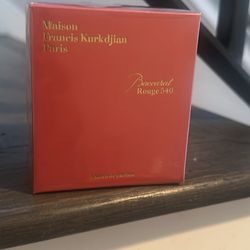 Maison
Francis Kurkdjian
Paris
Baccarat
Rouge 540